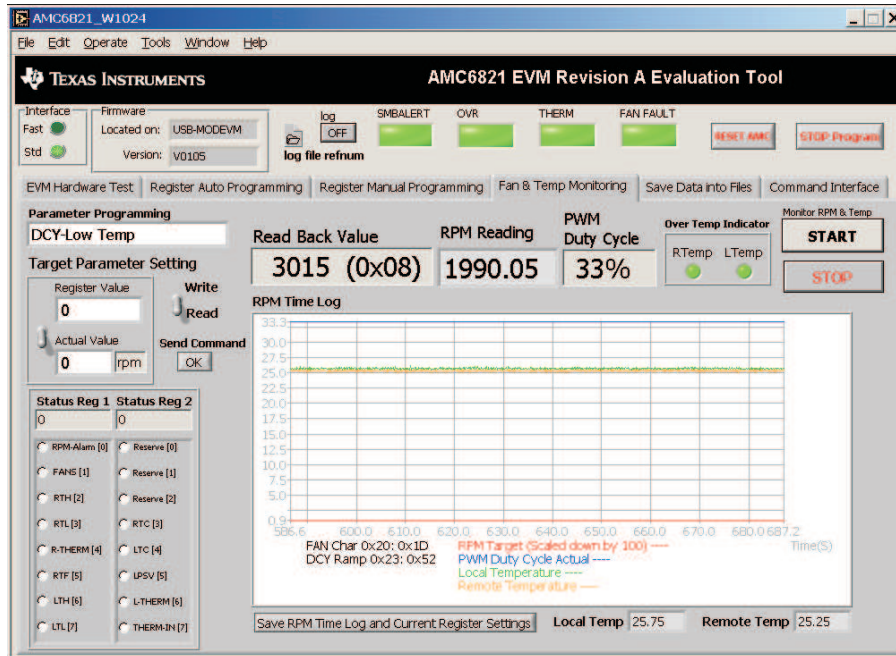 AMC6821_W1024
File Edit Operate Tools Window Help
TEXAS INSTRUMENTS
AMC6821 EVM Revision A Evaluation Tool
Interface
Fast
Std
Firmware
Located on: USB-MODEVM
Version: V0105
log
OFF
log file refnum
SMBALERT OVR THERM FAN FAULT
RESET AMC
STOP Program
EVM Hardware Test Register Auto Programming Register Manual Programming Fan & Temp Monitoring Save Data into Files Command Interface
Parameter Programming
DCY-Low Temp
Target Parameter Setting
Register Value
0
Actual Value
0 rpm
Write
Read
Send Command
OK
Read Back Value
3015 (0x08)
RPM Reading
1990.05
PWM
Duty Cycle
33%
Over Temp Indicator
RTemp LTemp
Monitor RPM & Temp
START
STOP
Status Reg 1 Status Reg 2
0 0
RPM-Alarm [0] Reserve [0]
FANS [1] Reserve [1]
RTH [2] Reserve [2]
RTL [3] RTC [3]
R-THERM [4] LTC [4]
RTF [5] LPSV [5]
LTH [6] L-THERM [6]
LTL [7] THERM-IN [7]
RPM Time Log
33.3
30.0
27.5
25.0
22.5
20.0
17.5
15.0
12.5
10.0
7.5
5.0
0.9
586.6 600.0 610.0 620.0 630.0 640.0 650.0 660.0 670.0 680.0 687.2
Time(S)
FAN Char 0x20: 0x1D
DCY Ramp 0x23: 0x52
RPM Target (Scaled down by 100) ----
PWM Duty Cycle Actual ----
Local Temperature ----
Remote Temperature ----
Save RPM Time Log and Current Register Settings
Local Temp 25.75
Remote Temp 25.25